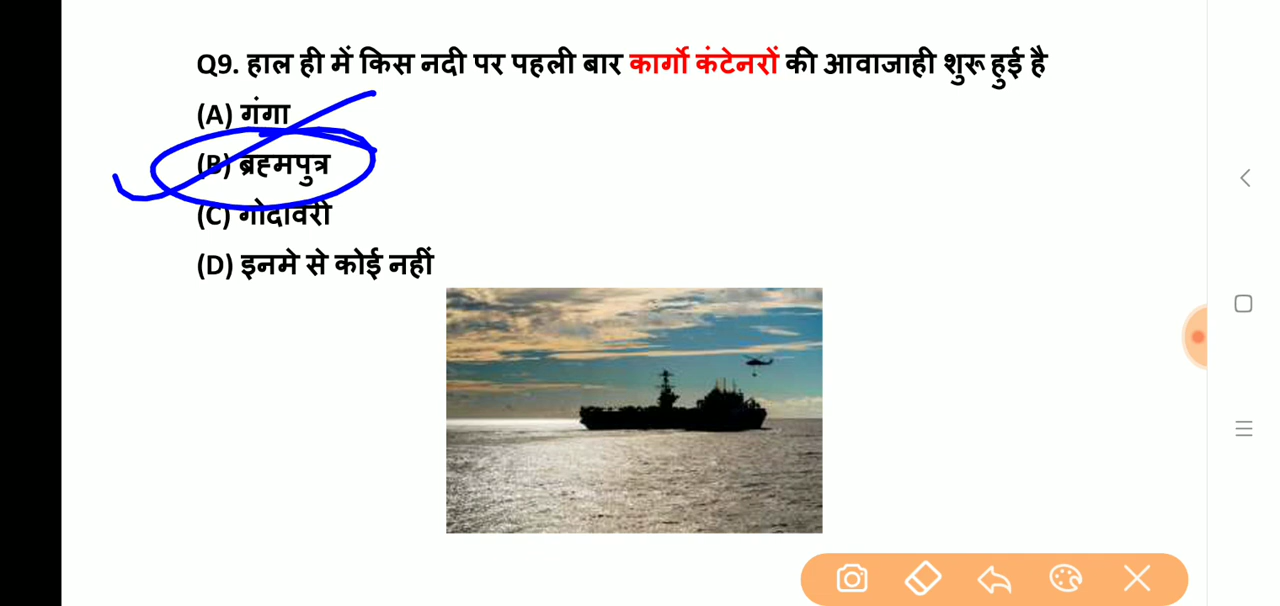 Q9. हाल ही में किस नदी पर पहली बार कार्गो कंटेनरों की आवाजाही शुरू हुई है
(A) गंगा
(B) ब्रह्मपुत्र
(C) गोदावरी
(D) इनमे से कोई नहीं